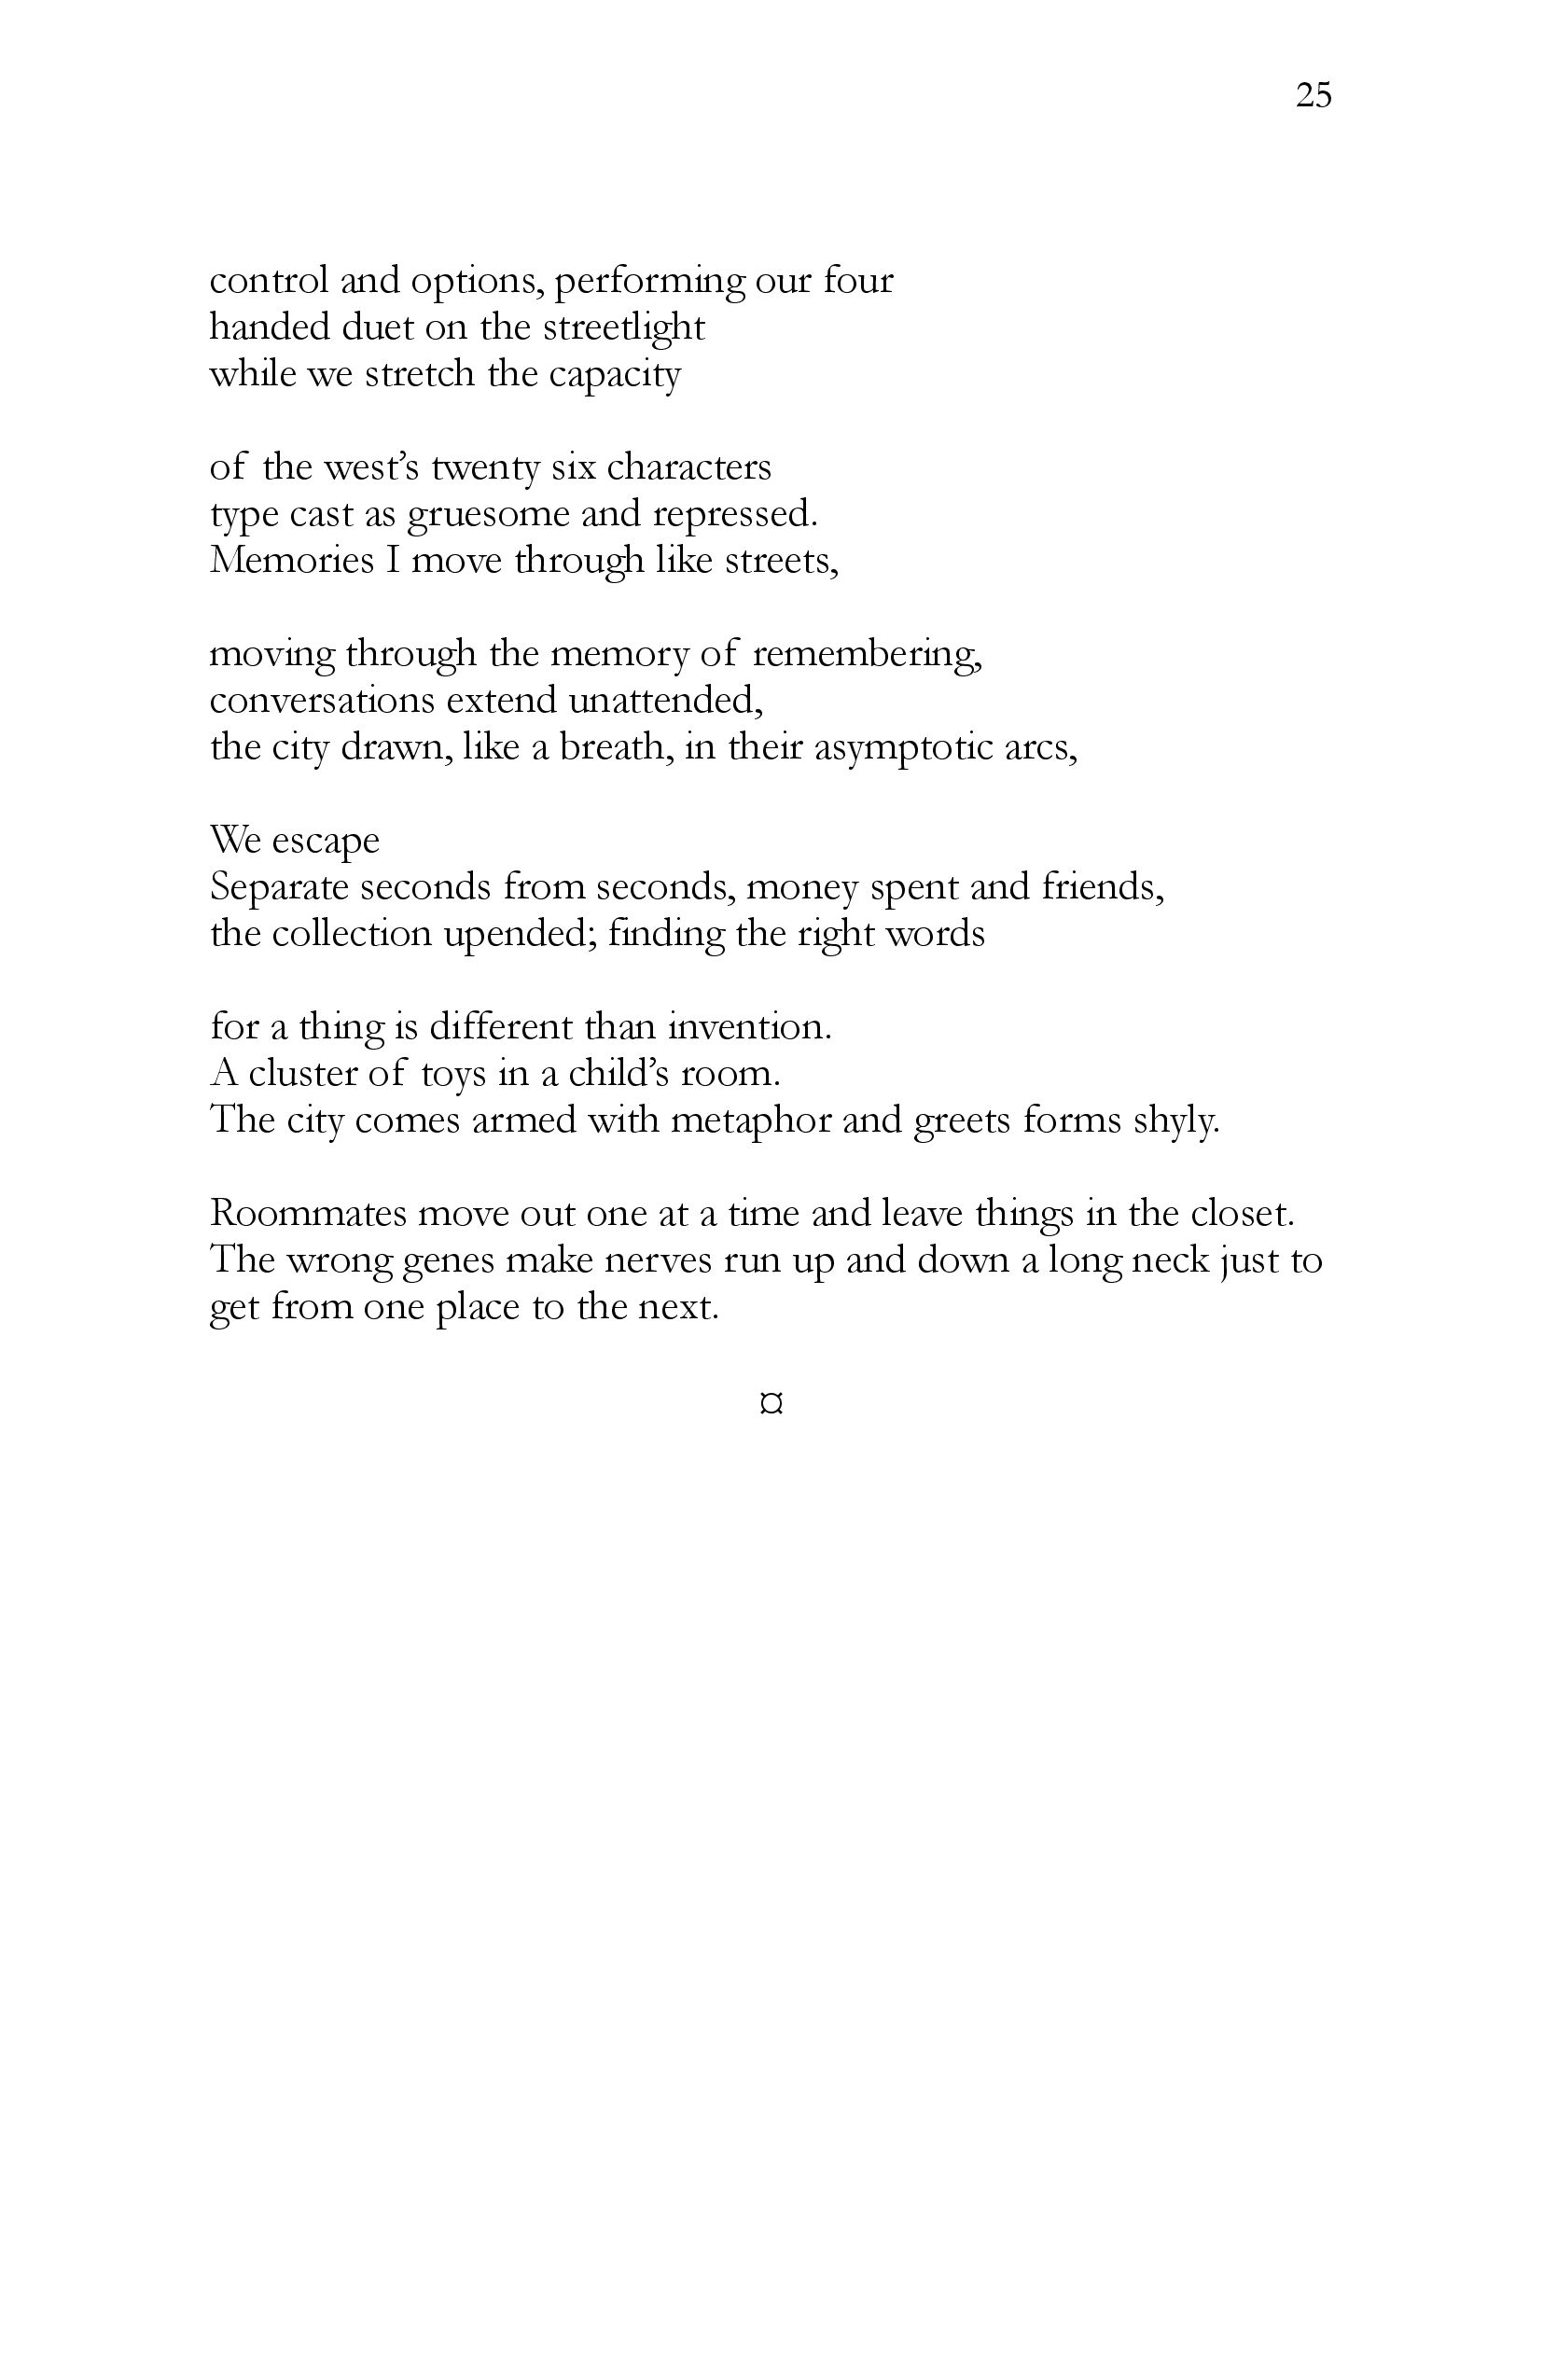 25
control and options, performing our four
handed duet on the streetlight
while we stretch the capacity
of the west’s twenty six characters
type cast as gruesome and repressed.
Memories I move through like streets,
moving through the memory of remembering,
conversations extend unattended,
the city drawn, like a breath, in their asymptotic arcs,
We escape
Separate seconds from seconds, money spent and friends,
the collection upended; finding the right words
for a thing is different than invention.
A cluster of toys in a child’s room.
The city comes armed with metaphor and greets forms shyly.
Roommates move out one at a time and leave things in the closet.
The wrong genes make nerves run up and down a long neck just to
get from one place to the next.
¤